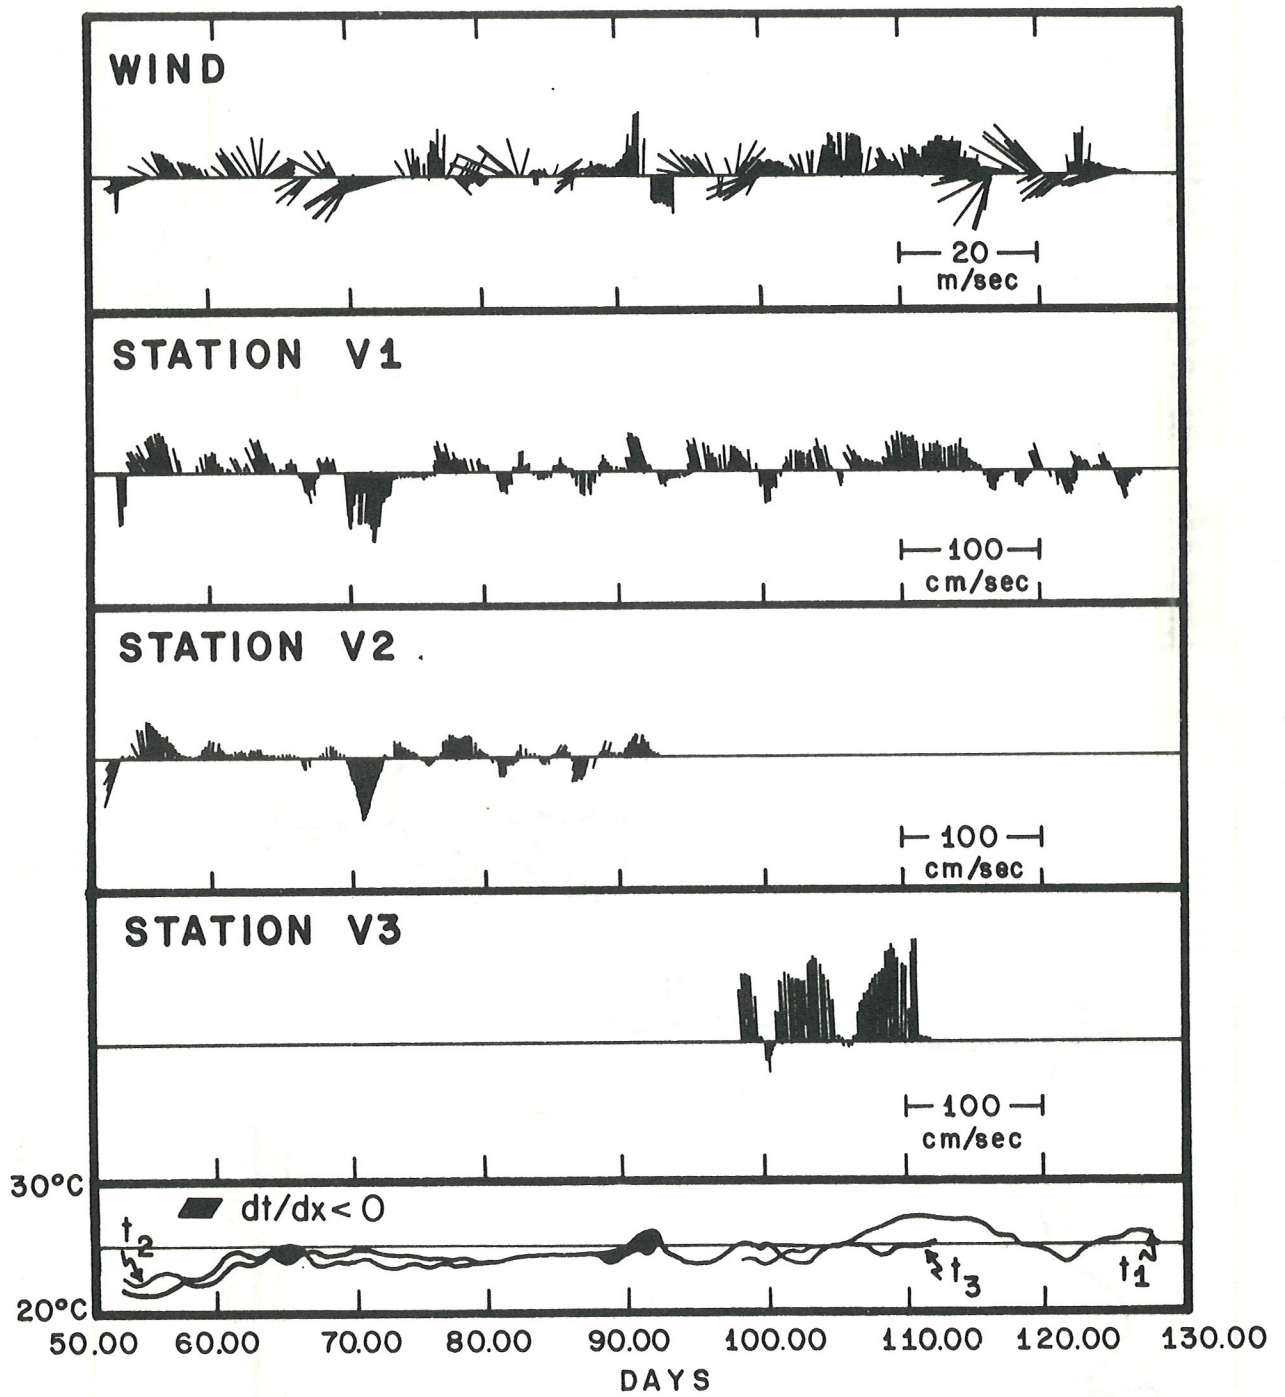 WIND
20
m/sec
STATION V1
100
cm/sec
STATION V2
100
cm/sec
STATION V3
100
cm/sec
30°C
dt/dx < 0
t2
t3
t1
20°C
50.00 60.00 70.00 80.00 90.00 100.00 110.00 120.00 130.00
DAYS